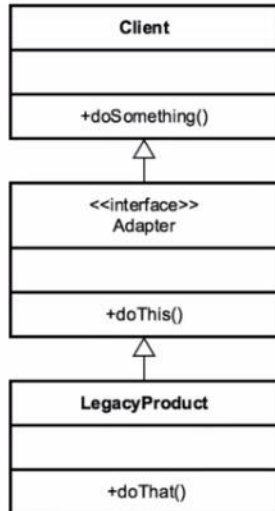 Client
+doSomething()
<<interface>>
Adapter
+doThis()
LegacyProduct
+doThat()